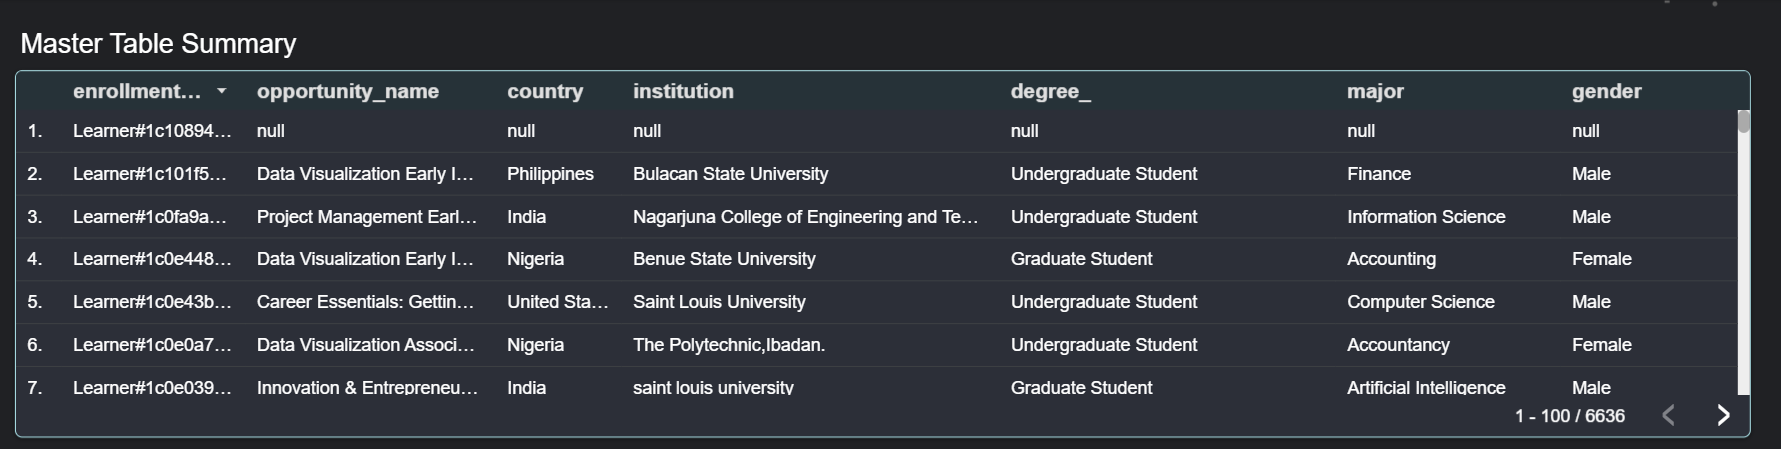 Master Table Summary
enrollment... opportunity_name country institution degree_ major gender
1. Learner#1c10894... null null null null null null
2. Learner#1c101f5... Data Visualization Early I... Philippines Bulacan State University Undergraduate Student Finance Male
3. Learner#1c0fa9a... Project Management Earl... India Nagarjuna College of Engineering and Te... Undergraduate Student Information Science Male
4. Learner#1c0e448... Data Visualization Early I... Nigeria Benue State University Graduate Student Accounting Female
5. Learner#1c0e43b... Career Essentials: Gettin... United Sta... Saint Louis University Undergraduate Student Computer Science Male
6. Learner#1c0e0a7... Data Visualization Associ... Nigeria The Polytechnic,Ibadan. Undergraduate Student Accountancy Female
7. Learner#1c0e039... Innovation & Entrepreneu... India saint louis university Graduate Student Artificial Intelligence Male
1 - 100 / 6636